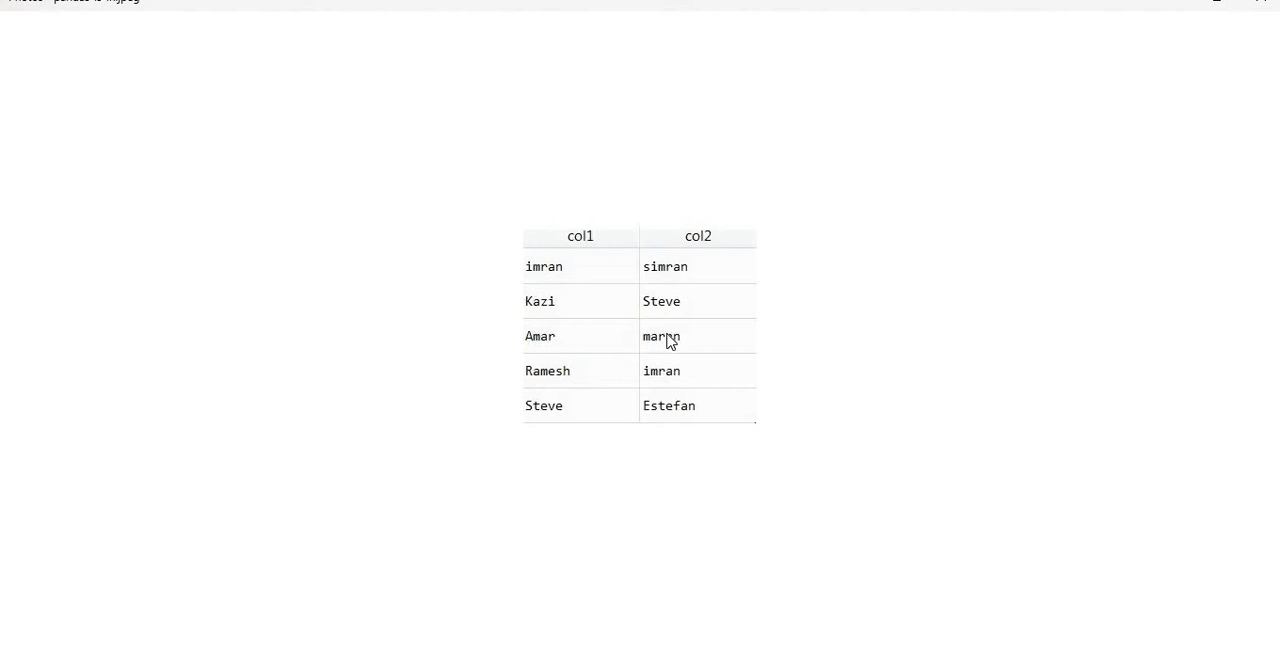 col1 col2
imran simran
Kazi Steve
Amar
Ramesh imran
Steve Estefan